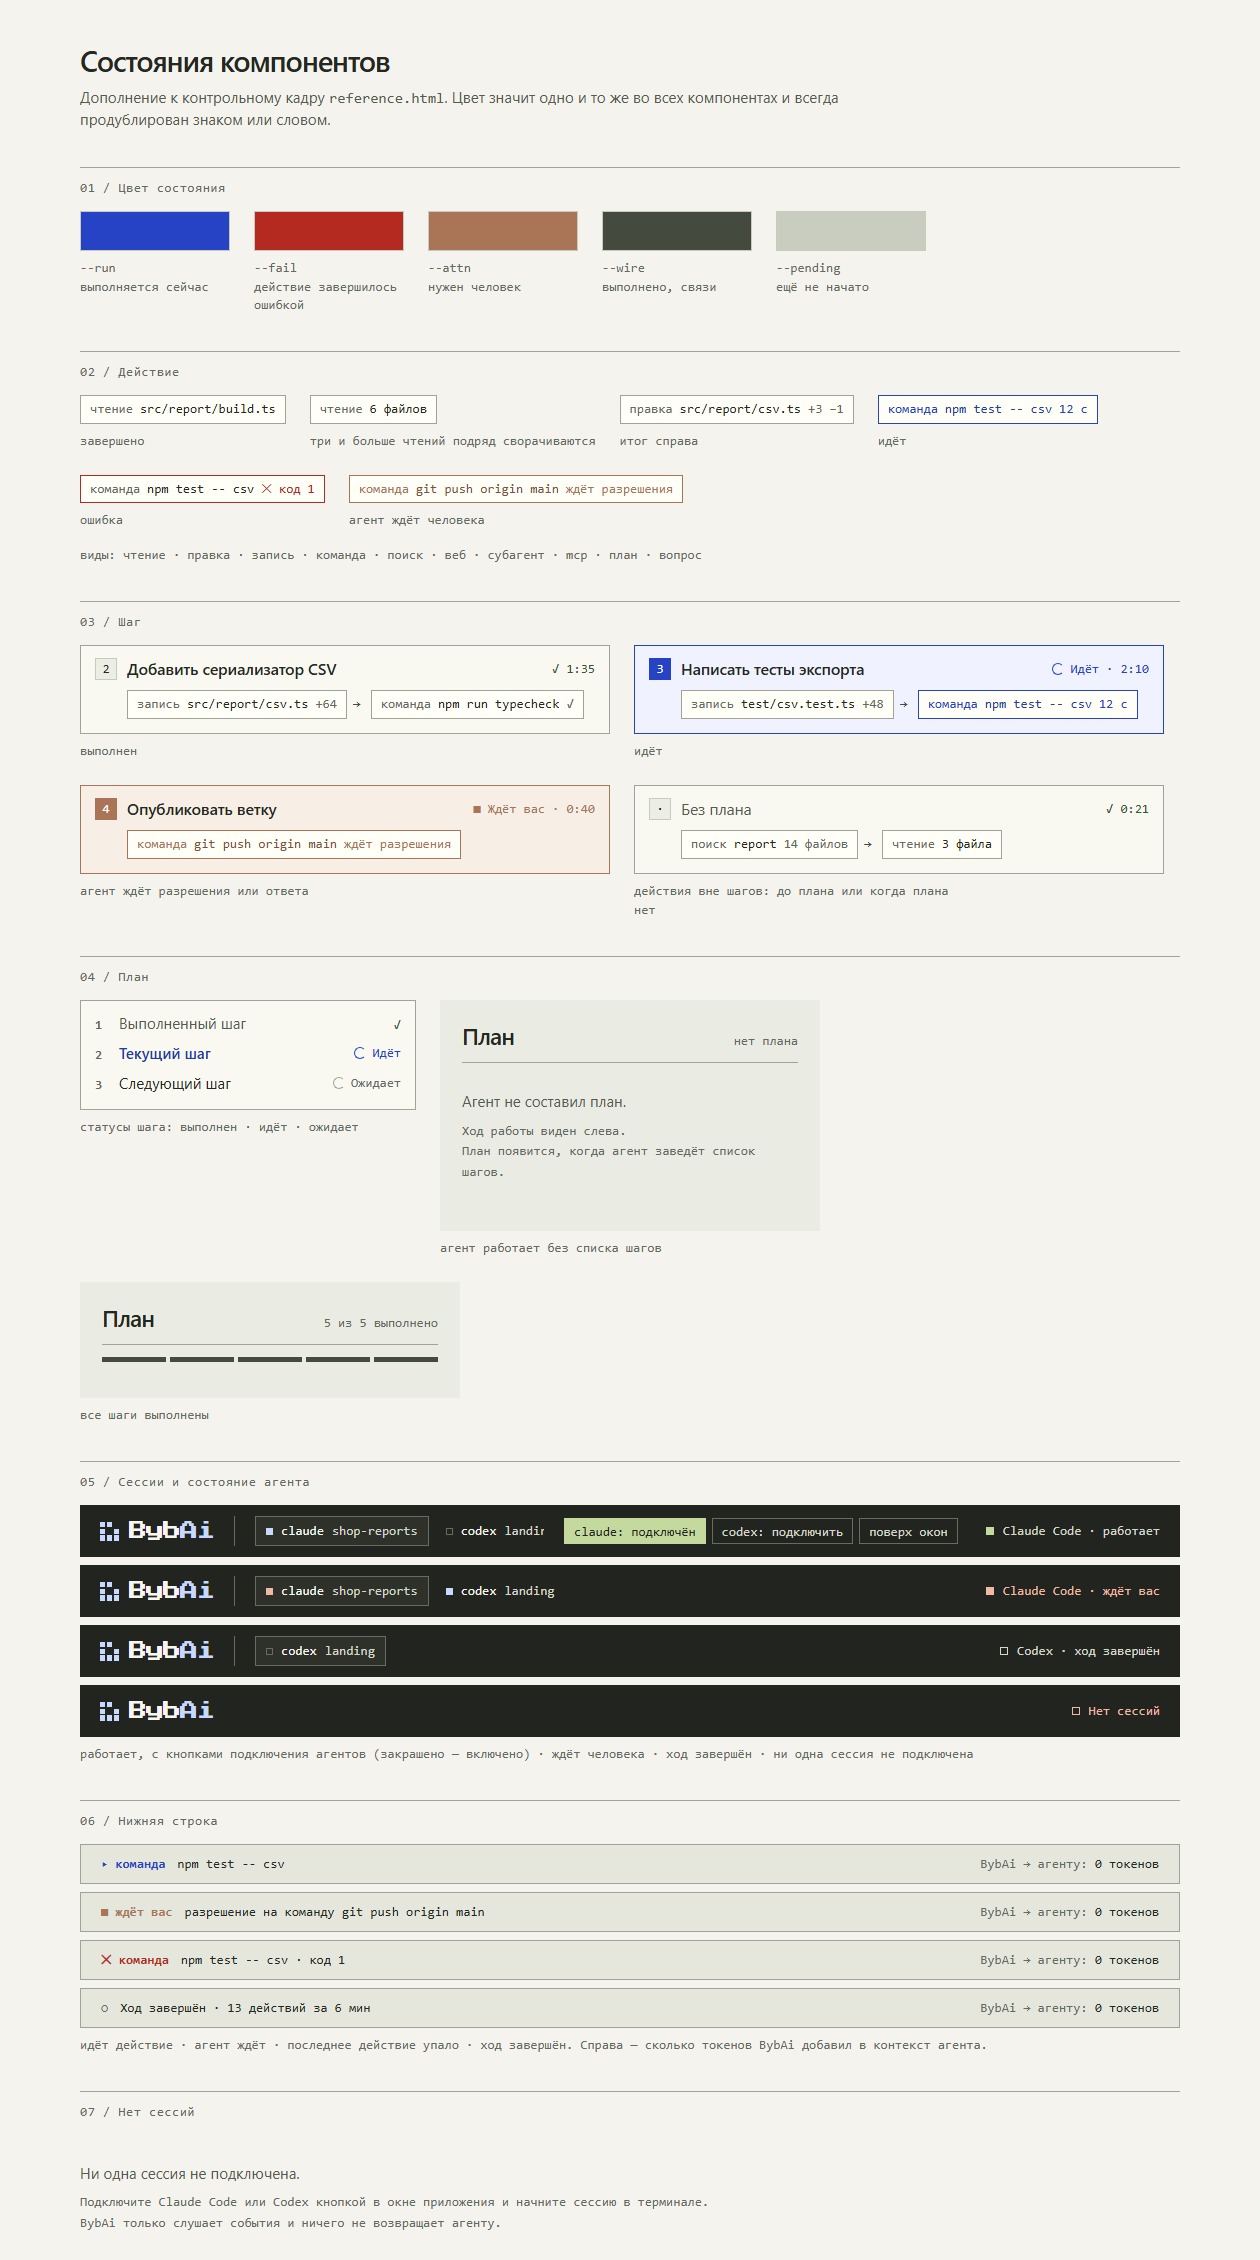 Состояния компонентов
Дополнение к контрольному кадру reference.html. Цвет значит одно и то же во всех компонентах и всегда
продублирован знаком или словом.
01 / Цвет состояния
--run
выполняется сейчас
--fail
действие завершилось
ошибкой
--attn
нужен человек
--wire
выполнено, связи
--pending
ещё не начато
02 / Действие
чтение src/report/build.ts
завершено
чтение 6 файлов
три и больше чтений подряд сворачиваются
правка src/report/csv.ts +3 −1
итог справа
команда npm test -- csv 12 с
идёт
команда npm test -- csv ✕ код 1
ошибка
команда git push origin main ждёт разрешения
агент ждёт человека
виды: чтение · правка · запись · команда · поиск · веб · субагент · mcp · план · вопрос
03 / Шаг
2 Добавить сериализатор CSV ✓ 1:35
запись src/report/csv.ts +64 → команда npm run typecheck ✓
выполнен
3 Написать тесты экспорта Идёт · 2:10
запись test/csv.test.ts +48 → команда npm test -- csv 12 с
идёт
4 Опубликовать ветку ■ Ждёт вас · 0:40
команда git push origin main ждёт разрешения
агент ждёт разрешения или ответа
· Без плана ✓ 0:21
поиск report 14 файлов → чтение 3 файла
действия вне шагов: до плана или когда плана
нет
04 / План
1 Выполненный шаг ✓
2 Текущий шаг Идёт
3 Следующий шаг Ожидает
статусы шага: выполнен · идёт · ожидает
План нет плана
Агент не составил план.
Ход работы виден слева.
План появится, когда агент заведёт список
шагов.
агент работает без списка шагов
План 5 из 5 выполнено
все шаги выполнены
05 / Сессии и состояние агента
BybAi claude shop-reports codex landin claude: подключён codex: подключить поверх окон Claude Code · работает
BybAi claude shop-reports codex landing Claude Code · ждёт вас
BybAi codex landing Codex · ход завершён
BybAi Нет сессий
работает, с кнопками подключения агентов (закрашено — включено) · ждёт человека · ход завершён · ни одна сессия не подключена
06 / Нижняя строка
▸ команда npm test -- csv BybAi → агенту: 0 токенов
■ ждёт вас разрешение на команду git push origin main BybAi → агенту: 0 токенов
✕ команда npm test -- csv · код 1 BybAi → агенту: 0 токенов
○ Ход завершён · 13 действий за 6 мин BybAi → агенту: 0 токенов
идёт действие · агент ждёт · последнее действие упало · ход завершён. Справа — сколько токенов BybAi добавил в контекст агента.
07 / Нет сессий
Ни одна сессия не подключена.
Подключите Claude Code или Codex кнопкой в окне приложения и начните сессию в терминале.
BybAi только слушает события и ничего не возвращает агенту.